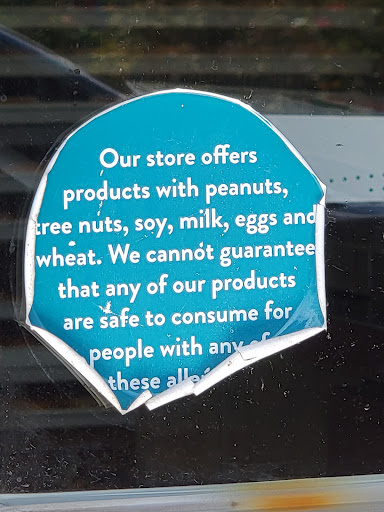 Our store offers
products with peanuts,
tree nuts, soy, milk, eggs and
wheat. We cannot guarantee
that any of our products
are safe to consume for
people with any of
these